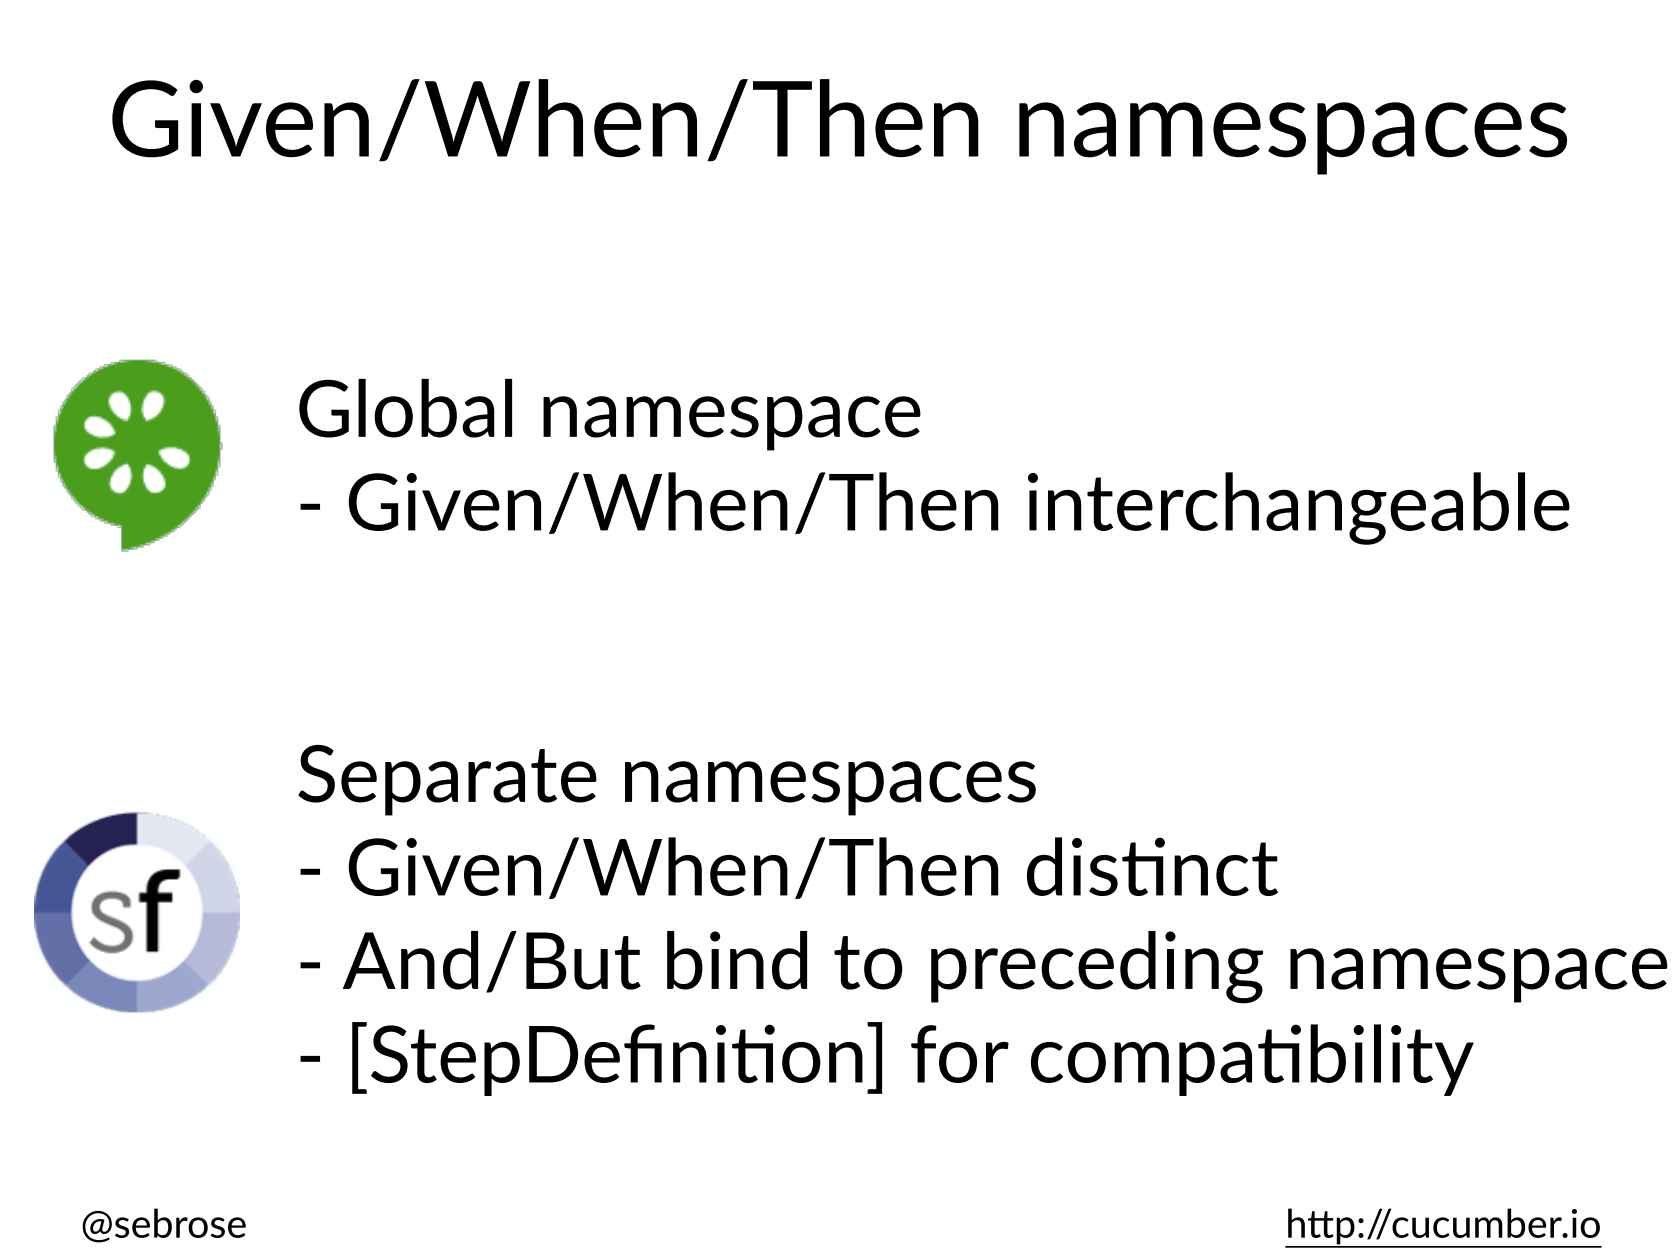 Given/When/Then namespaces
Global namespace
- Given/When/Then interchangeable
Separate namespaces
- Given/When/Then distinct
sf
- And/But bind to preceding namespace
- [StepDefinition] for compatibility
@sebrose
http://cucumber.io